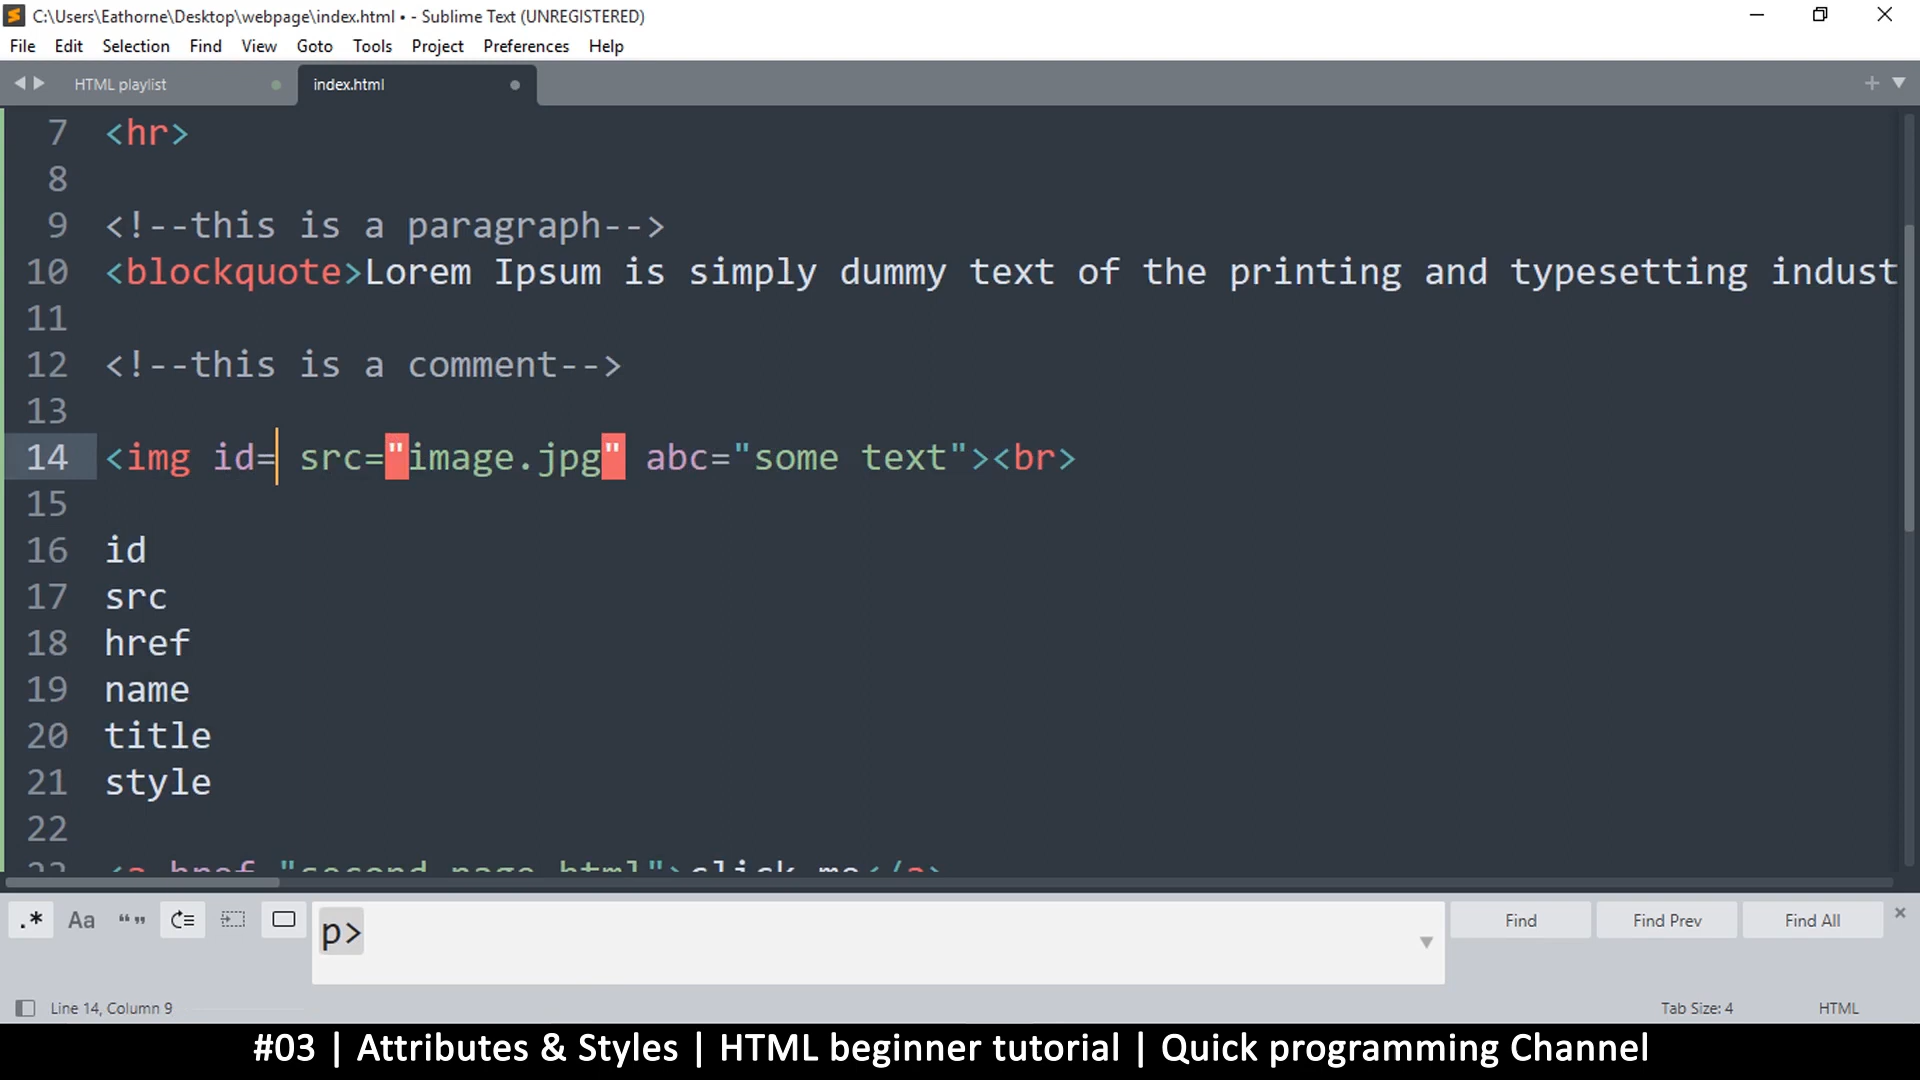 C:\Users\Eathorne\Desktop\webpage\index.html • - Sublime Text (UNREGISTERED)
File Edit Selection Find View Goto Tools Project Preferences Help
HTML playlist index.html
7 <hr>
8
9 <!--this is a paragraph-->
10 <blockquote>Lorem Ipsum is simply dummy text of the printing and typesetting indust
11
12 <!--this is a comment-->
13
14 <img id= src="image.jpg" abc="some text"><br>
15
16 id
17 src
18 href
19 name
20 title
21 style
22
click me</a>
.* Aa “” p> Find Find Prev Find All
Line 14, Column 9 Tab Size: 4 HTML
#03 | Attributes & Styles | HTML beginner tutorial | Quick programming Channel